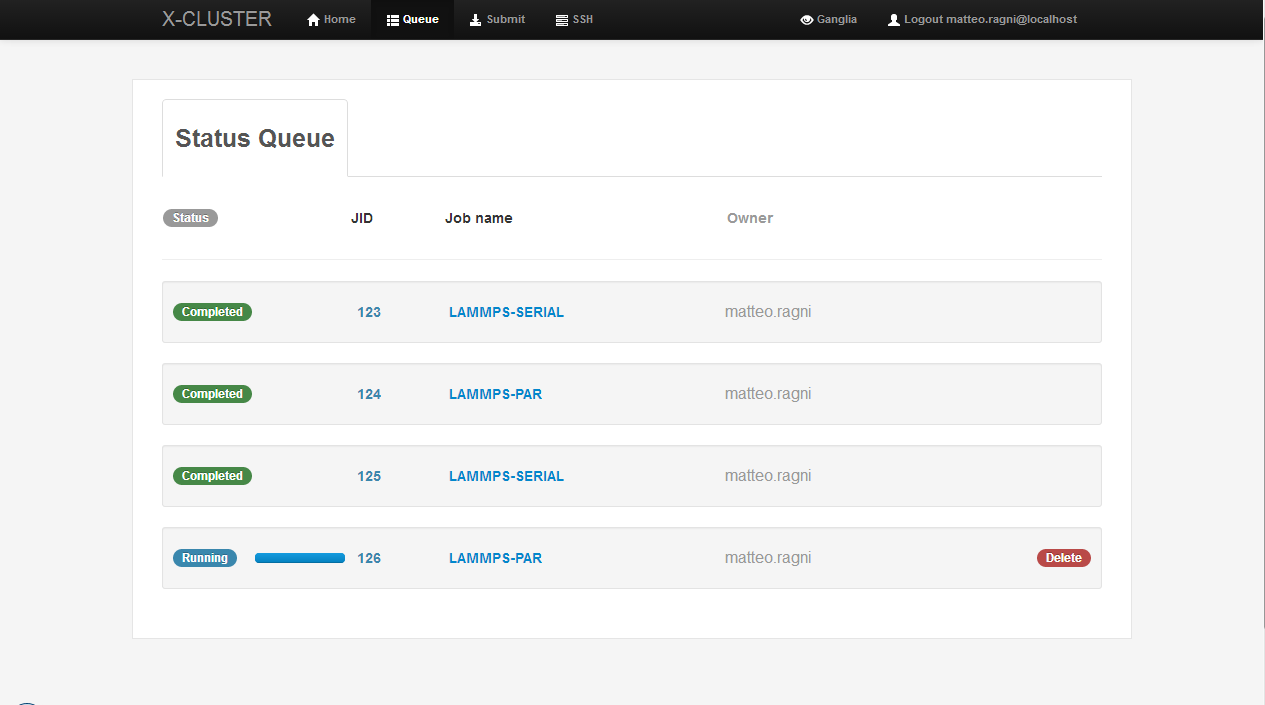 X-CLUSTER Home Queue Submit SSH Ganglia Logout matteo.ragni@localhost
Status Queue
Status JID Job name Owner
Completed 123 LAMMPS-SERIAL matteo.ragni
Completed 124 LAMMPS-PAR matteo.ragni
Completed 125 LAMMPS-SERIAL matteo.ragni
Running 126 LAMMPS-PAR matteo.ragni Delete